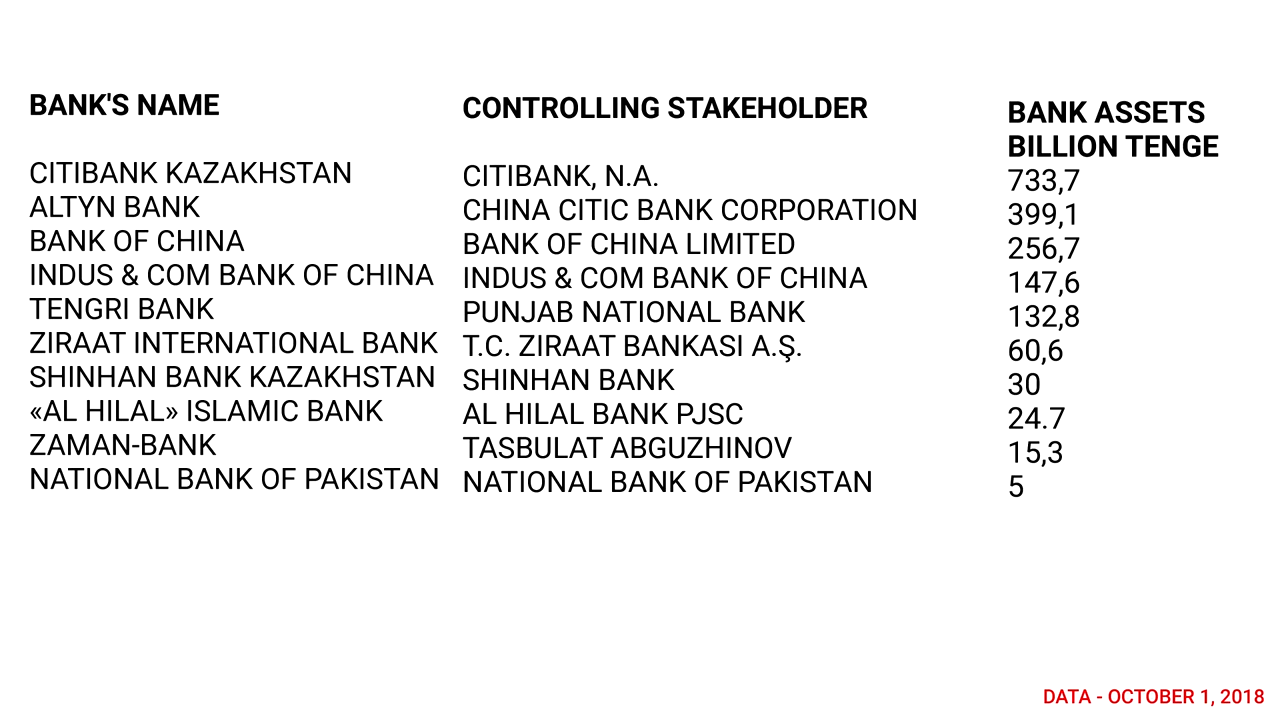 BANK'S NAME CONTROLLING STAKEHOLDER BANK ASSETS
BILLION TENGE
CITIBANK KAZAKHSTAN CITIBANK, N.A. 733,7
ALTYN BANK CHINA CITIC BANK CORPORATION 399,1
BANK OF CHINA BANK OF CHINA LIMITED 256,7
INDUS & COM BANK OF CHINA INDUS & COM BANK OF CHINA 147,6
TENGRI BANK PUNJAB NATIONAL BANK 132,8
ZIRAAT INTERNATIONAL BANK T.C. ZIRAAT BANKASI A.Ş. 60,6
SHINHAN BANK KAZAKHSTAN SHINHAN BANK 30
«AL HILAL» ISLAMIC BANK AL HILAL BANK PJSC 24.7
ZAMAN-BANK TASBULAT ABGUZHINOV 15,3
NATIONAL BANK OF PAKISTAN NATIONAL BANK OF PAKISTAN 5
DATA - OCTOBER 1, 2018